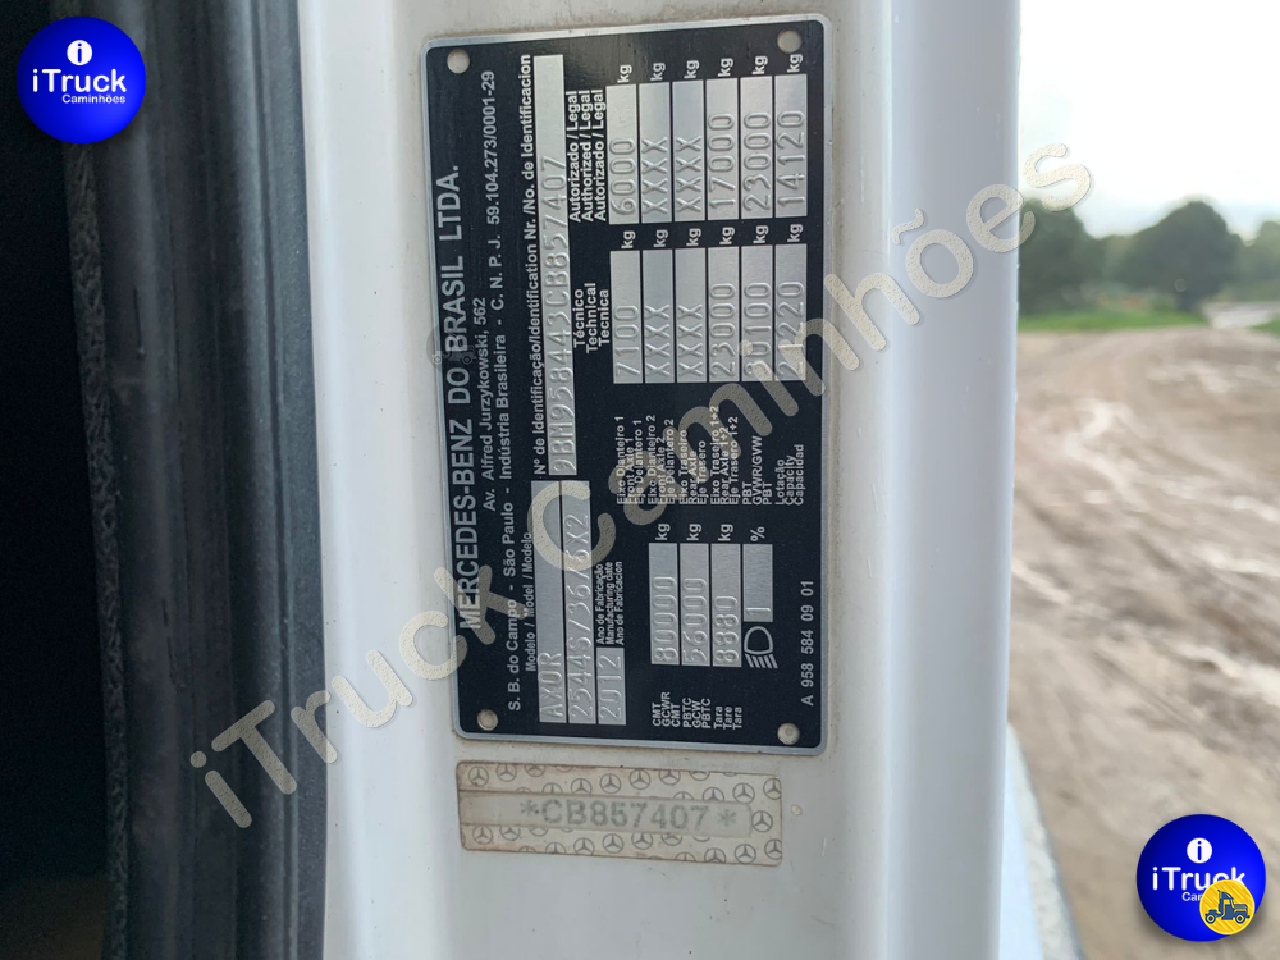 iTruck
Caminhões
MERCEDES-BENZ DO BRASIL LTDA.
Av. Alfred Jurzykowski, 562
S. B. do Campo - São Paulo - Indústria Brasileira - C. N. P. J. 59.104.273/0001-29
Modelo / Model / Modelo
Nº de Identificação/Identification Nr./No. de Identificacion
AXOR
9BM958443CB857407
2544S/36/6X2
2012
Ano de Fabricação
Manufacturing date
Ano de Fabricacion
Técnico
Technical
Tecnica
Autorizado / Legal
Authorized / Legal
Autorizado / Legal
Eixo Dianteiro 1
Front Axle 1
Eje Delantero 1
7100 kg
6000 kg
Eixo Dianteiro 2
Front Axle 2
Eje Delantero 2
XXXX kg
XXXX kg
Eixo Traseiro
Rear Axle
Eje Trasero
XXXX kg
XXXX kg
Eixo Traseiro 1+2
Rear Axle 1+2
Eje Trasero 1+2
23000 kg
17000 kg
PBT
GVWR/GVW
PBT
30100 kg
23000 kg
Lotação
Capacity
Capacidad
21220 kg
14120 kg
CMT
GCWR
CMT
80000 kg
PBTC
GCW
PBTC
56000 kg
Tara
Tare
Tara
8880 kg
1 %
A 958 584 09 01
*CB857407*
iTruck Caminhões
iTruck